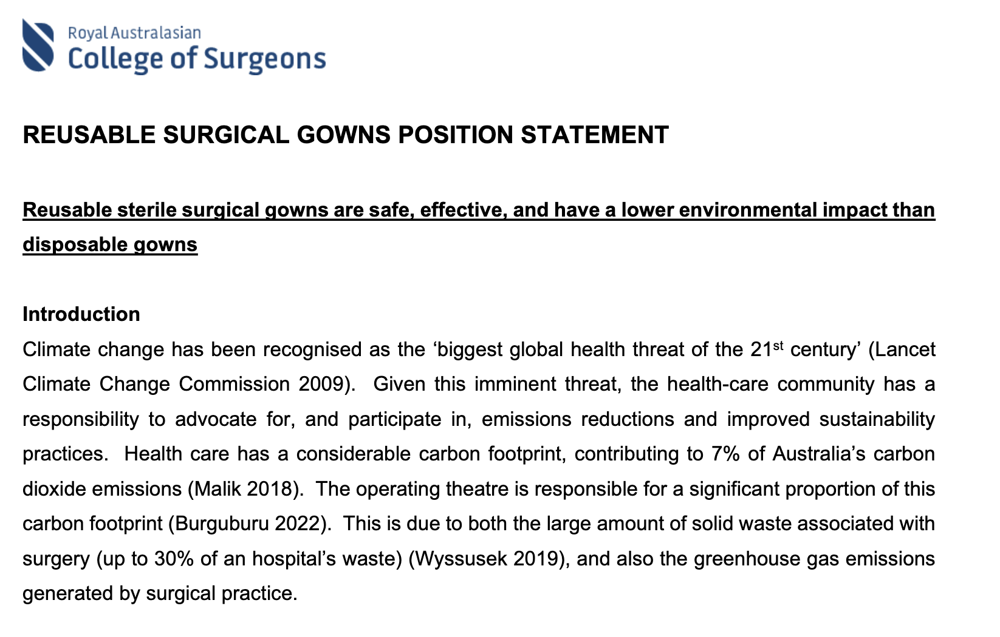 Royal Australasian
College of Surgeons
REUSABLE SURGICAL GOWNS POSITION STATEMENT
Reusable sterile surgical gowns are safe, effective, and have a lower environmental impact than
disposable gowns
Introduction
Climate change has been recognised as the ‘biggest global health threat of the 21st century’ (Lancet
Climate Change Commission 2009).  Given this imminent threat, the health-care community has a
responsibility to advocate for, and participate in, emissions reductions and improved sustainability
practices.  Health care has a considerable carbon footprint, contributing to 7% of Australia’s carbon
dioxide emissions (Malik 2018).  The operating theatre is responsible for a significant proportion of this
carbon footprint (Burguburu 2022).  This is due to both the large amount of solid waste associated with
surgery (up to 30% of an hospital’s waste) (Wyssusek 2019), and also the greenhouse gas emissions
generated by surgical practice.